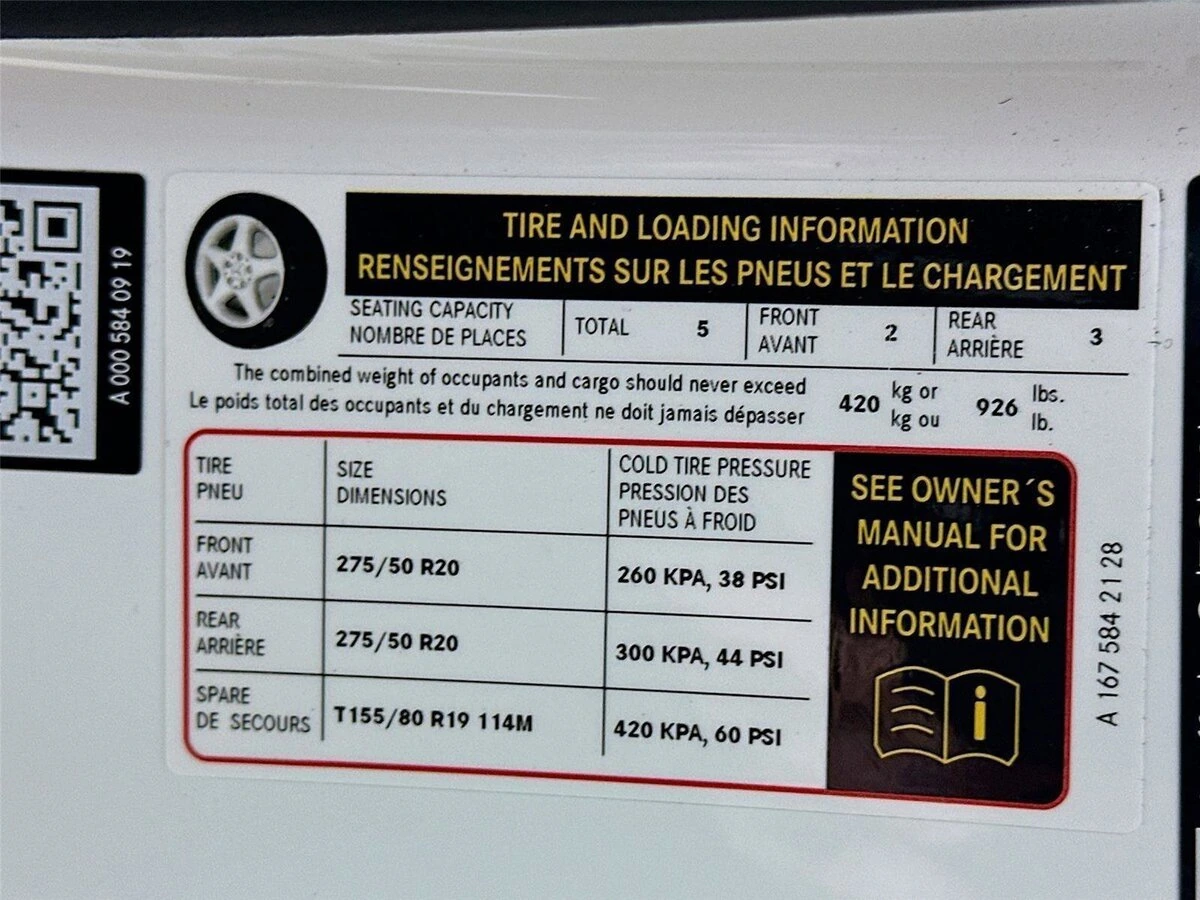 A 000 584 09 19
TIRE AND LOADING INFORMATION
RENSEIGNEMENTS SUR LES PNEUS ET LE CHARGEMENT
SEATING CAPACITY
NOMBRE DE PLACES
TOTAL 5
FRONT
AVANT
2
REAR
ARRIÈRE
3
The combined weight of occupants and cargo should never exceed
Le poids total des occupants et du chargement ne doit jamais dépasser
420
kg or
kg ou
926
lbs.
lb.
TIRE
PNEU
SIZE
DIMENSIONS
COLD TIRE PRESSURE
PRESSION DES
PNEUS À FROID
FRONT
AVANT
275/50 R20
260 KPA, 38 PSI
REAR
ARRIÈRE
275/50 R20
300 KPA, 44 PSI
SPARE
DE SECOURS
T155/80 R19 114M
420 KPA, 60 PSI
SEE OWNER´S
MANUAL FOR
ADDITIONAL
INFORMATION
i
A 167 584 21 28